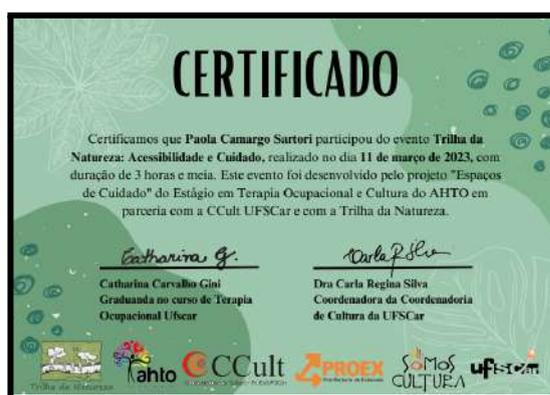 CERTIFICADO
Certificamos que Paola Camargo Sartori participou do evento Trilha da
Natureza: Acessibilidade e Cuidado, realizado no dia 11 de março de 2023, com
duração de 3 horas e meia. Este evento foi desenvolvido pelo projeto "Espaços
de Cuidado" do Estágio em Terapia Ocupacional e Cultura do AHTO em
parceria com a CCult UFSCar e com a Trilha da Natureza.
Catharina G.
Carla R Silva
Catharina Carvalho Gini
Graduanda no curso de Terapia
Ocupacional Ufscar
Dra Carla Regina Silva
Coordenadora da Coordenadoria
de Cultura da UFSCar
Trilha da Natureza
ahto
CCult
PROEX
SOMOS
CULTURA
ufscar